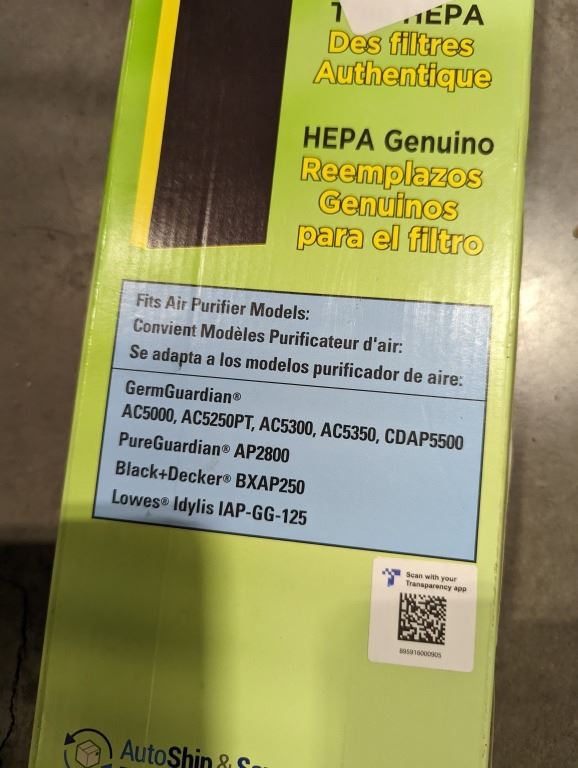 HEPA
Des filtres
Authentique
HEPA Genuino
Reemplazos
Genuinos
para el filtro
Fits Air Purifier Models:
Convient Modèles Purificateur d'air:
Se adapta a los modelos purificador de aire:
GermGuardian®
AC5000, AC5250PT, AC5300, AC5350, CDAP5500
PureGuardian® AP2800
Black+Decker® BXAP250
Lowes® Idylis IAP-GG-125
Scan with your
Transparency app
895916000905
AutoShip &